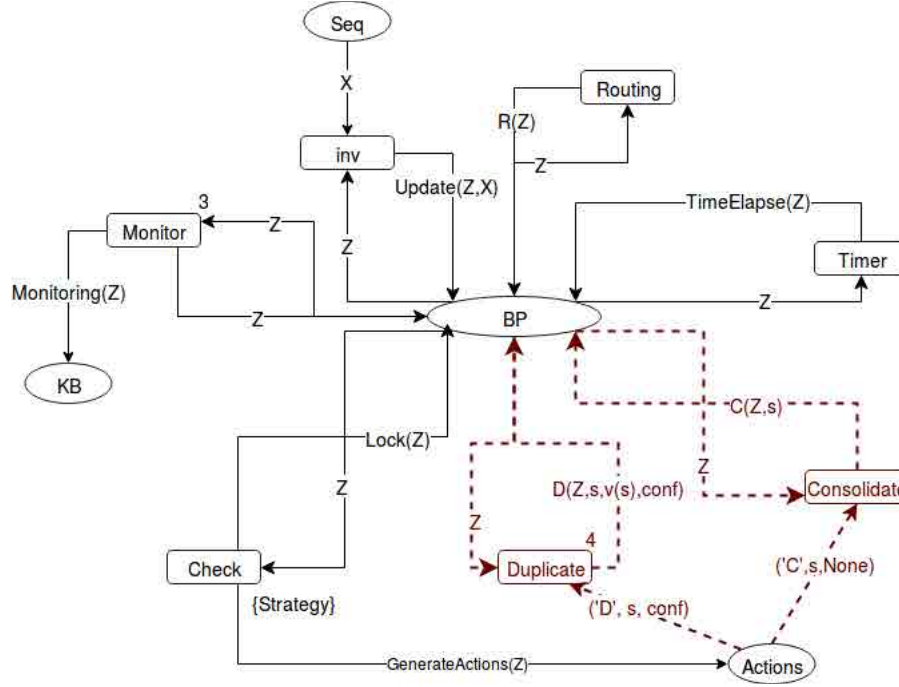 Seq
X
Routing
R(Z)
inv
Z
Update(Z,X)
3
TimeElapse(Z)
Monitor
Z
Z
Timer
Monitoring(Z)
Z
BP
Z
KB
C(Z,s)
Lock(Z)
Z
Z
D(Z,s,v(s),conf)
Consolidate
Z
4
Check
Duplicate
('C',s,None)
{Strategy}
('D', s, conf)
GenerateActions(Z)
Actions